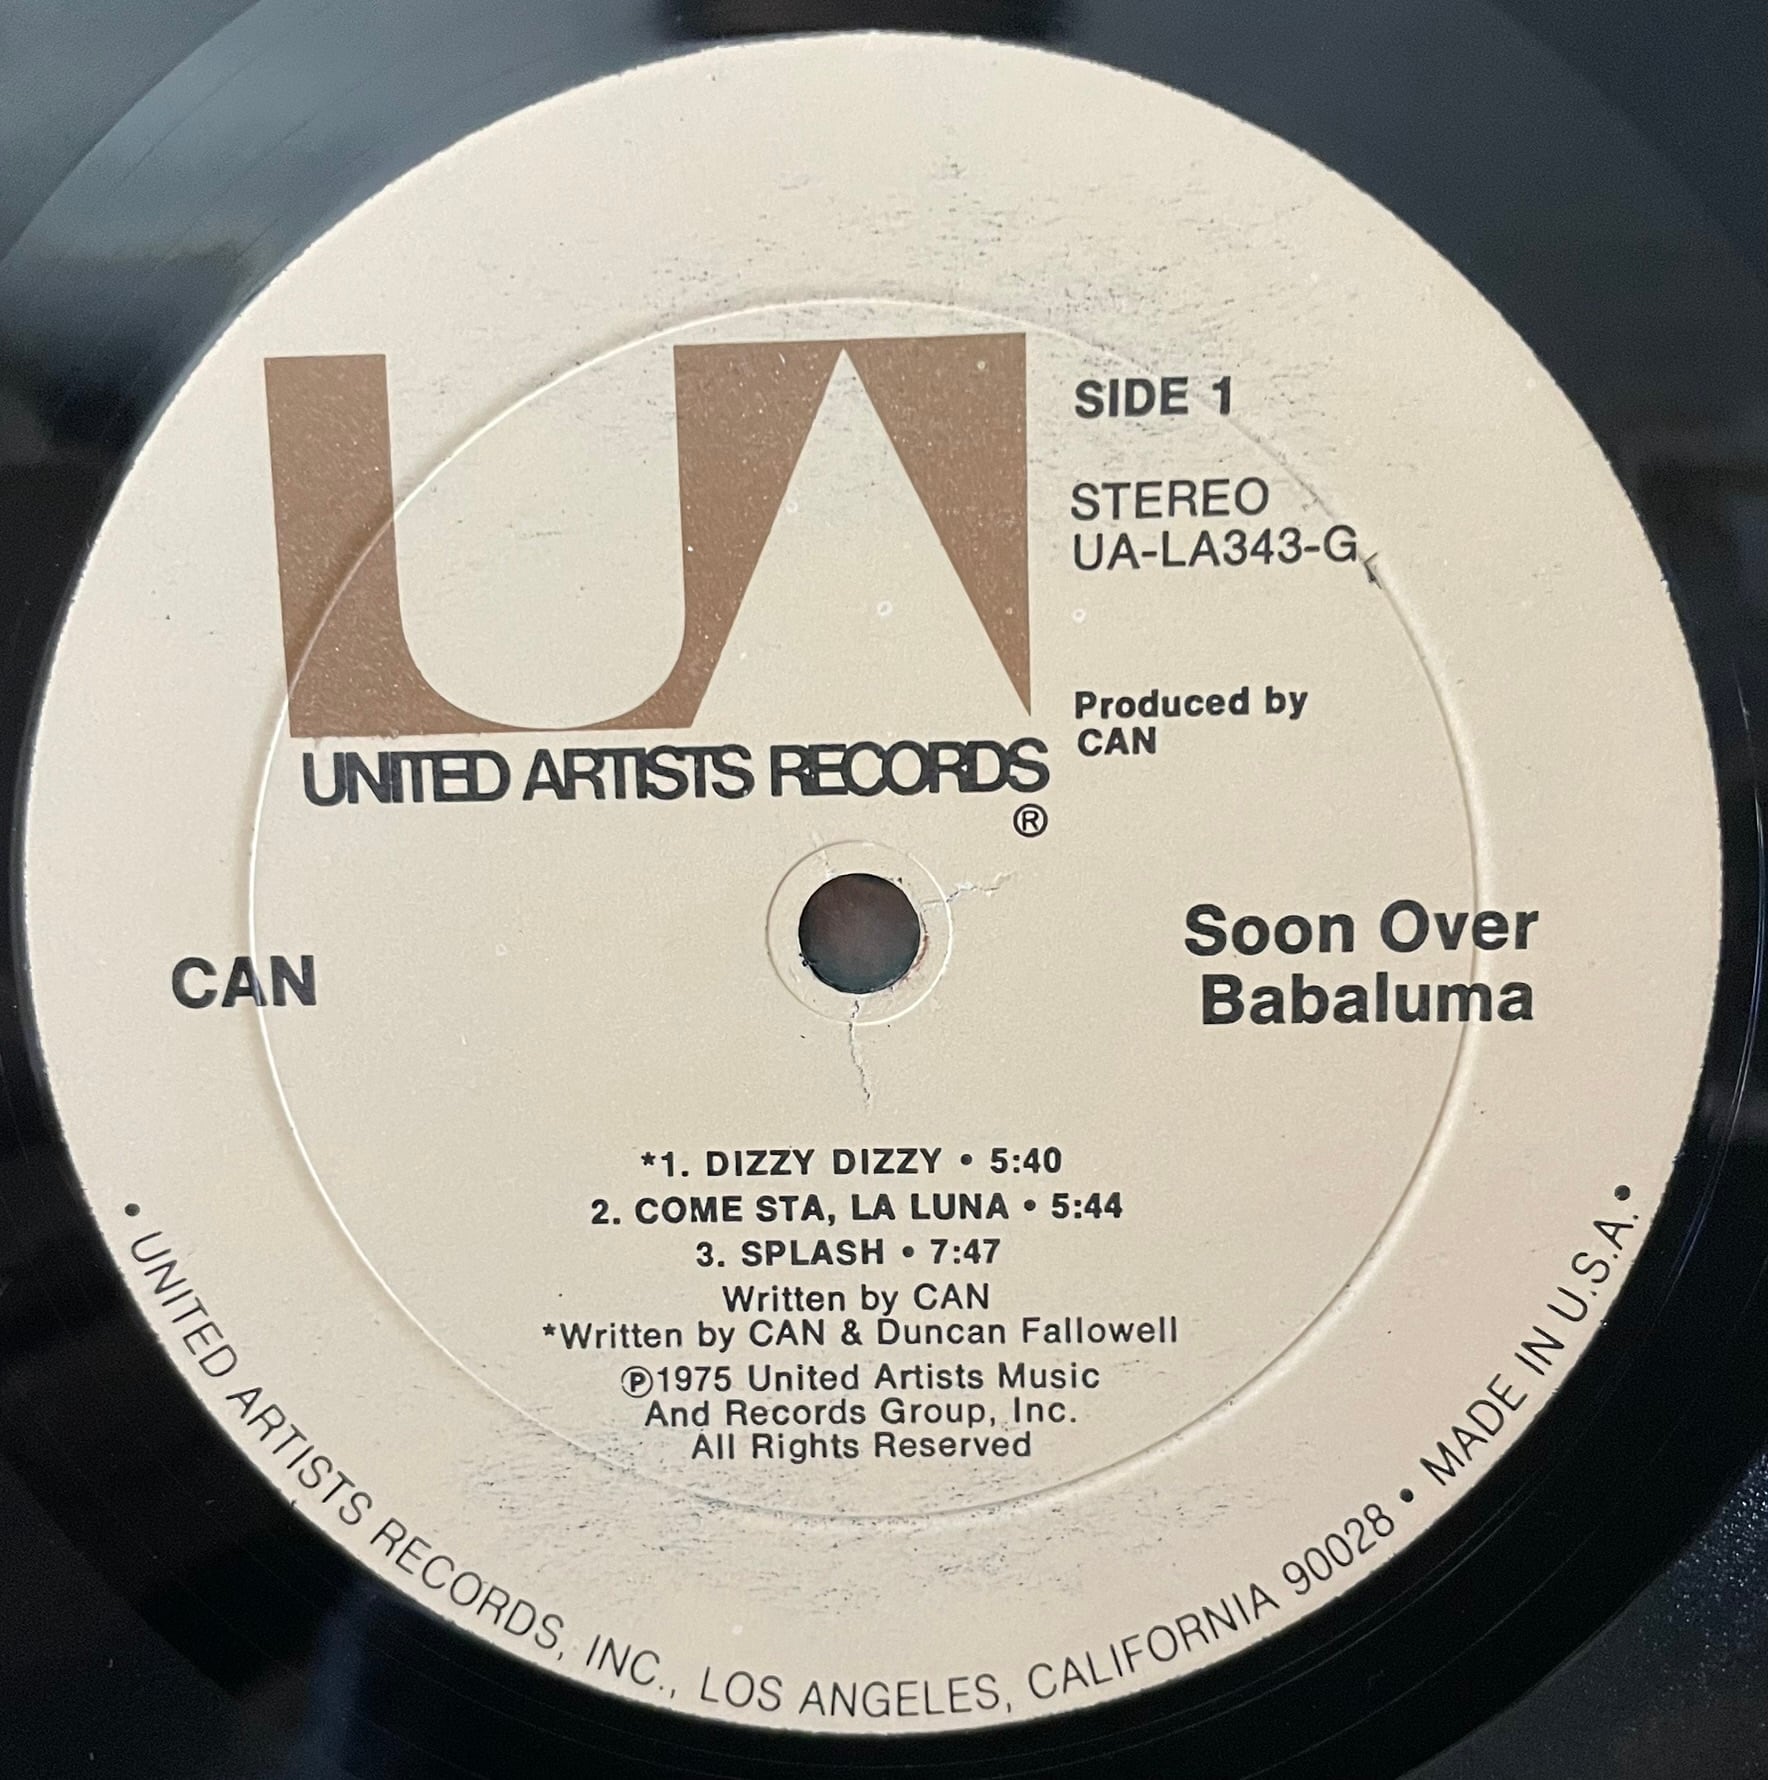 UA
UNITED ARTISTS RECORDS
®
SIDE 1
STEREO
UA-LA343-G
Produced by
CAN
CAN
Soon Over
Babaluma
*1. DIZZY DIZZY • 5:40
2. COME STA, LA LUNA • 5:44
3. SPLASH • 7:47
Written by CAN
*Written by CAN & Duncan Fallowell
℗1975 United Artists Music
And Records Group, Inc.
All Rights Reserved
• UNITED ARTISTS RECORDS, INC., LOS ANGELES, CALIFORNIA 90028 • MADE IN U.S.A. •